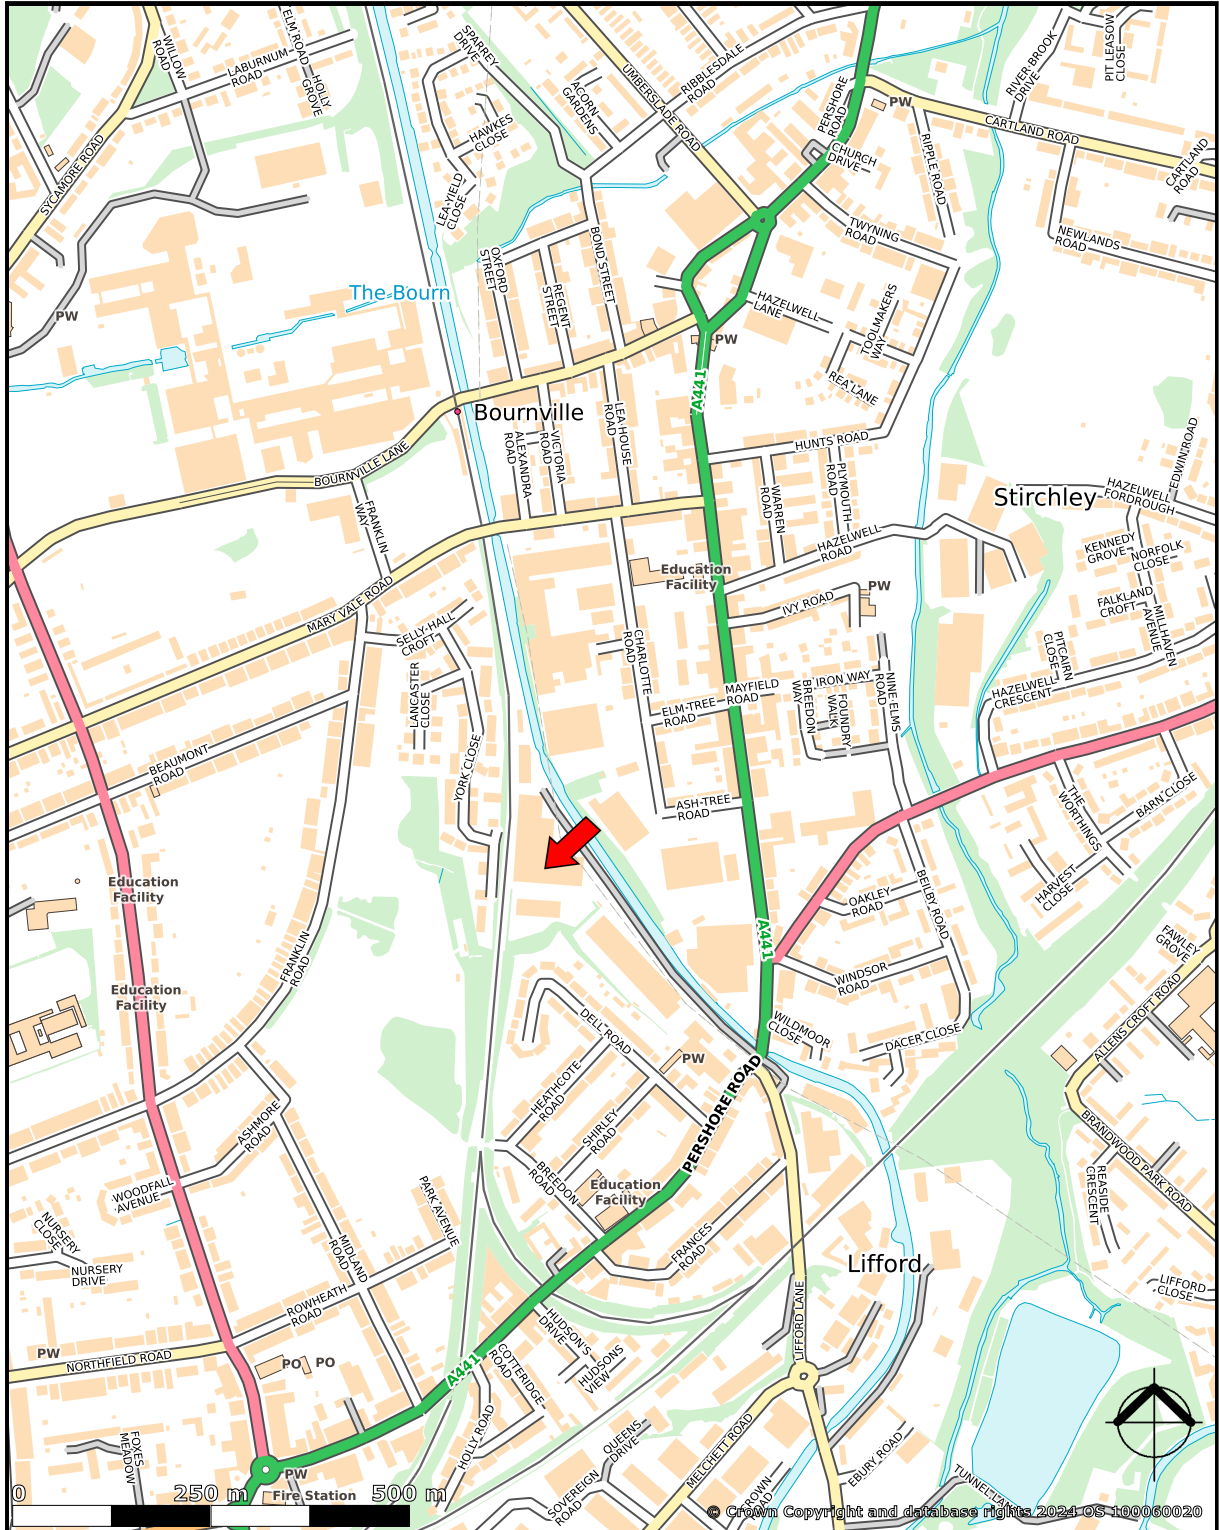 WILLOW
ROAD
ELM ROAD
LABURNUM
ROAD
HOLLY
GROVE
SPARREY
DRIVE
ACORN
GARDENS
HAWKES
CLOSE
UMBERSLADE ROAD
RIBBLESDALE
ROAD
PERSHORE
ROAD
PW
RIVER BROOK
DRIVE
PIT LEASOW
CLOSE
CARTLAND ROAD
CARTLAND
ROAD
SYCAMORE ROAD
LEA YIELD
CLOSE
CHURCH
DRIVE
RIPPLE ROAD
TWYNING
ROAD
NEWLANDS
ROAD
OXFORD
STREET
BOND STREET
REGENT
STREET
The Bourn
HAZELWELL
LANE
TOOLMAKERS
WAY
PW
PW
REA LANE
A441
Bournville
LEA HOUSE
ROAD
ALEXANDRA
ROAD
VICTORIA
ROAD
HUNTS ROAD
BOURNVILLE LANE
FRANKLIN
WAY
WARREN
ROAD
PLYMOUTH
ROAD
EDWIN ROAD
Stirchley
HAZELWELL
FORDROUGH
HAZELWELL
ROAD
KENNEDY
GROVE
NORFOLK
CLOSE
Education
Facility
PW
IVY ROAD
FALKLAND
CROFT
MILLHAVEN
AVENUE
MARY VALE ROAD
SELLY HALL
CROFT
CHARLOTTE
ROAD
PITCAIRN
CLOSE
LANCASTER
CLOSE
ELM TREE
ROAD
MAYFIELD
ROAD
IRON WAY
BREEDON
WAY
FOUNDRY
WALK
NINE ELMS
ROAD
HAZELWELL
CRESCENT
BEAUMONT
ROAD
YORK CLOSE
ASH-TREE
ROAD
THE
WORTHINGS
BARN CLOSE
Education
Facility
HARVEST
CLOSE
OAKLEY
ROAD
BEILBY ROAD
A441
FAWLEY
GROVE
FRANKLIN
ROAD
WINDSOR
ROAD
Education
Facility
DELL ROAD
WILDMOOR
CLOSE
DACER CLOSE
ALLENS CROFT ROAD
PW
PERSHORE ROAD
HEATHCOTE
ROAD
SHIRLEY
ROAD
ASHMORE
ROAD
BRANDWOOD PARK ROAD
WOODFALL
AVENUE
PARK AVENUE
BREEDON
ROAD
Education
Facility
REASIDE
CRESCENT
NURSERY
CLOSE
NURSERY
DRIVE
MIDLAND
ROAD
FRANCES
ROAD
Lifford
LIFFORD
CLOSE
ROWHEATH
ROAD
LIFFORD LANE
HUDSON'S
DRIVE
HUDSONS
VIEW
PW
NORTHFIELD ROAD
PO
PO
A441
COTTERIDGE
ROAD
HOLLY ROAD
QUEENS
DRIVE
MELCHETT ROAD
EBURY ROAD
FOXES
MEADOW
PW
Fire Station
SOVEREIGN
ROAD
CROWN
ROAD
TUNNEL LANE
0 250 m 500 m
© Crown Copyright and database rights 2024 OS 100060020